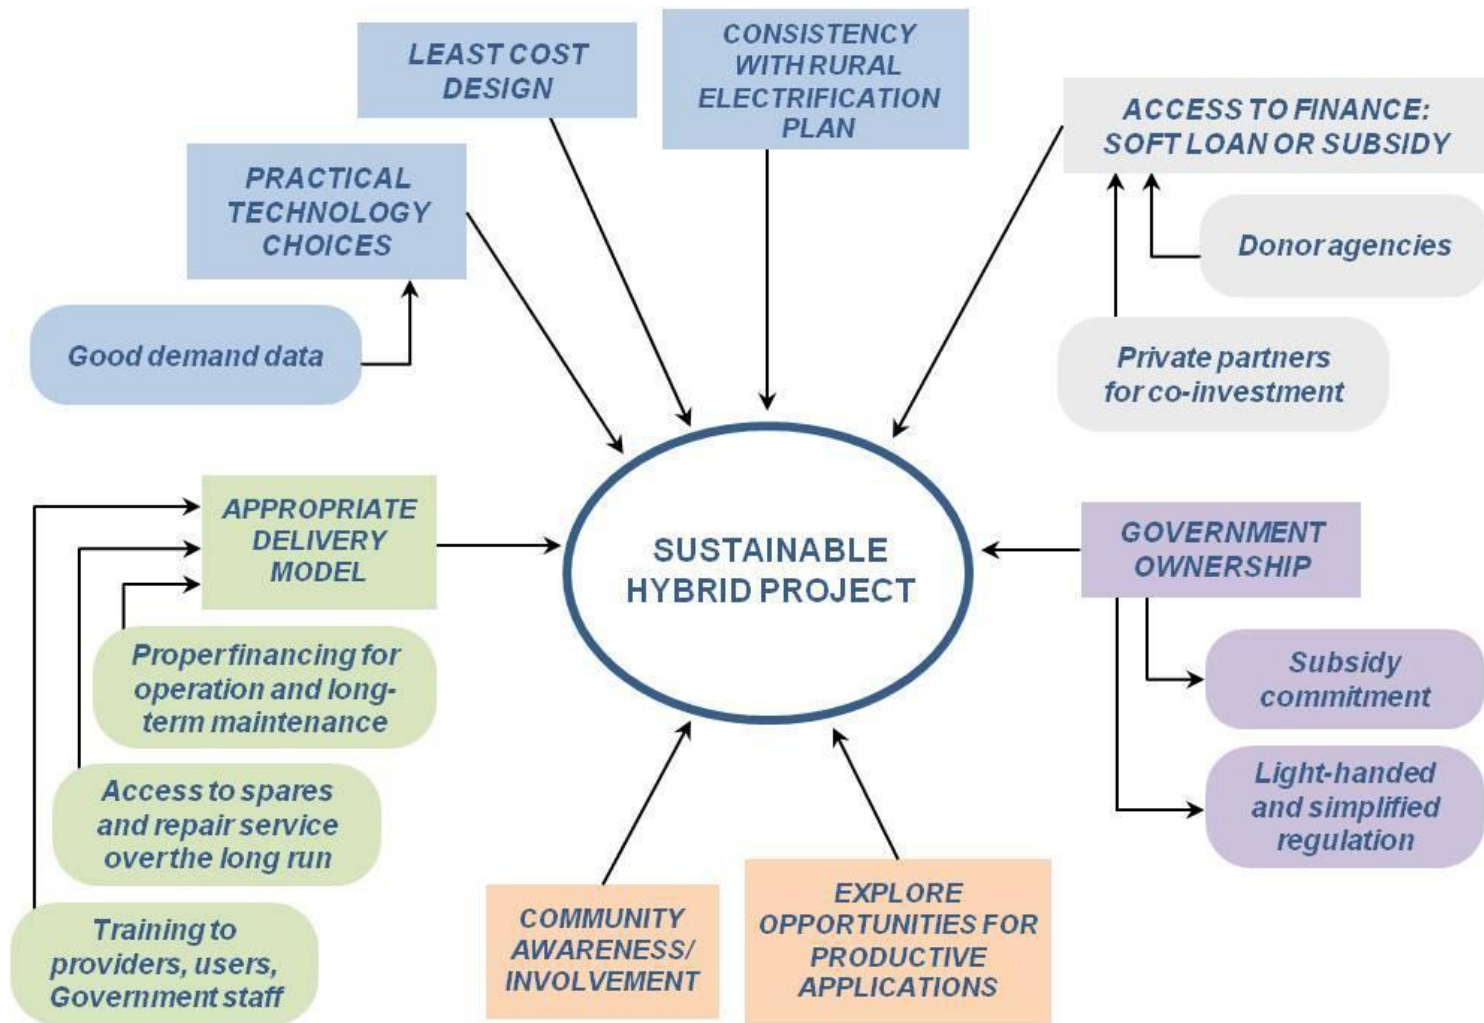 LEAST COST
DESIGN
CONSISTENCY
WITH RURAL
ELECTRIFICATION
PLAN
ACCESS TO FINANCE:
SOFT LOAN OR SUBSIDY
PRACTICAL
TECHNOLOGY
CHOICES
Donor agencies
Good demand data
Private partners
for co-investment
APPROPRIATE
DELIVERY
MODEL
SUSTAINABLE
HYBRID PROJECT
GOVERNMENT
OWNERSHIP
Proper financing for
operation and long-
term maintenance
Subsidy
commitment
Access to spares
and repair service
over the long run
Light-handed
and simplified
regulation
Training to
providers, users,
Government staff
COMMUNITY
AWARENESS/
INVOLVEMENT
EXPLORE
OPPORTUNITIES FOR
PRODUCTIVE
APPLICATIONS